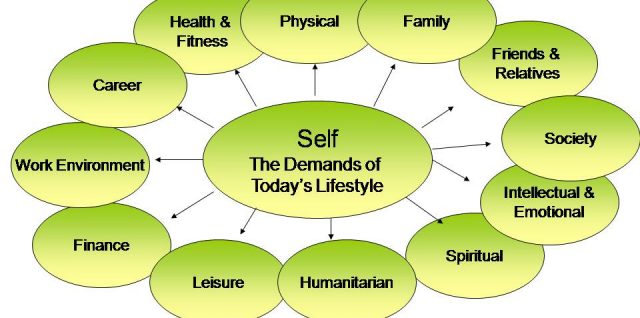 Health &
Fitness
Physical
Family
Friends &
Relatives
Career
Self
The Demands of
Today's Lifestyle
Society
Work Environment
Intellectual &
Emotional
Finance
Spiritual
Leisure
Humanitarian